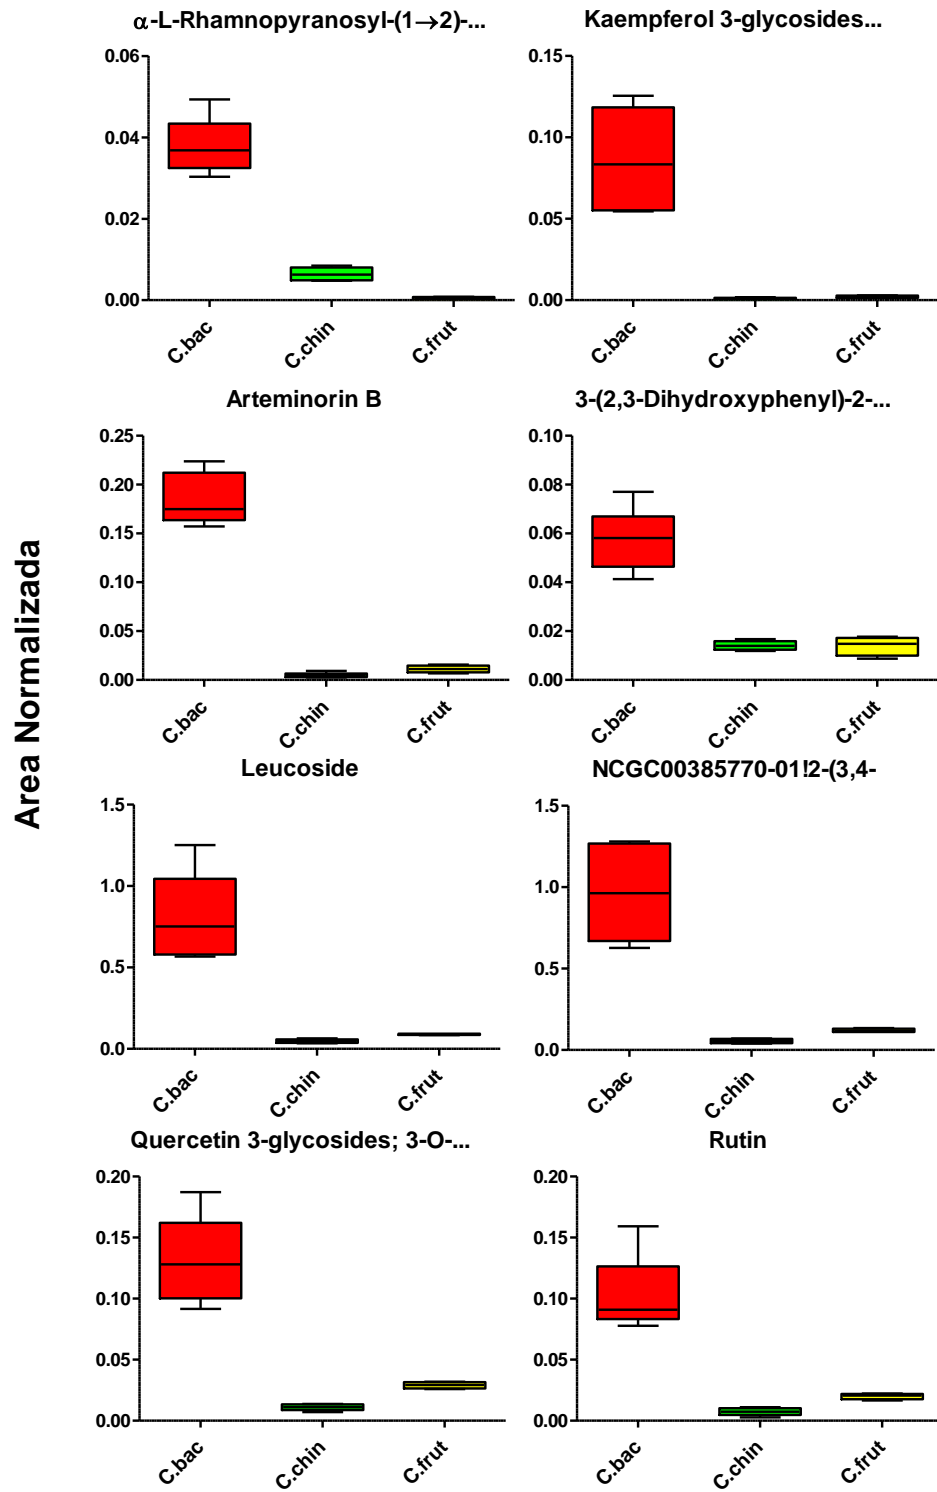 α-L-Rhamnopyranosyl-(1→2)-...
0.06
0.04
0.02
0.00
C.bac
C.chin
C.frut
Kaempferol 3-glycosides...
0.15
0.10
0.05
0.00
C.bac
C.chin
C.frut
Area Normalizada
Arteminorin B
0.25
0.20
0.15
0.10
0.05
0.00
C.bac
C.chin
C.frut
3-(2,3-Dihydroxyphenyl)-2-...
0.10
0.08
0.06
0.04
0.02
0.00
C.bac
C.chin
C.frut
Leucoside
1.5
1.0
0.5
0.0
C.bac
C.chin
C.frut
NCGC00385770-01!2-(3,4-
1.5
1.0
0.5
0.0
C.bac
C.chin
C.frut
Quercetin 3-glycosides; 3-O-...
0.20
0.15
0.10
0.05
0.00
C.bac
C.chin
C.frut
Rutin
0.20
0.15
0.10
0.05
0.00
C.bac
C.chin
C.frut